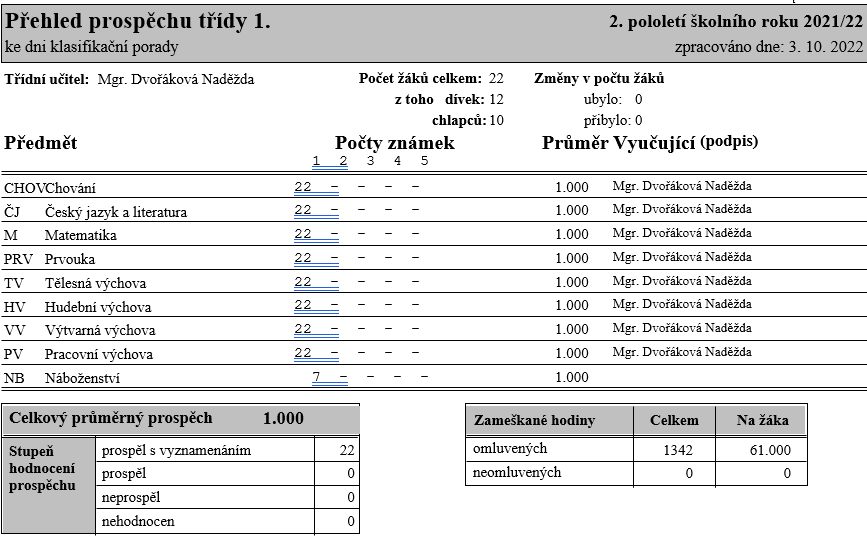 Přehled prospěchu třídy 1. 2. pololetí školního roku 2021/22
ke dni klasifikační porady zpracováno dne: 3. 10. 2022
Třídní učitel: Mgr. Dvořáková Naděžda Počet žáků celkem: 22 Změny v počtu žáků
z toho dívek: 12 ubylo: 0
chlapců: 10 přibylo: 0
Předmět Počty známek Průměr Vyučující (podpis)
1 2 3 4 5
CHOVChování 22 – – – – 1.000 Mgr. Dvořáková Naděžda
ČJ Český jazyk a literatura 22 – – – – 1.000 Mgr. Dvořáková Naděžda
M Matematika 22 – – – – 1.000 Mgr. Dvořáková Naděžda
PRV Prvouka 22 – – – – 1.000 Mgr. Dvořáková Naděžda
TV Tělesná výchova 22 – – – – 1.000 Mgr. Dvořáková Naděžda
HV Hudební výchova 22 – – – – 1.000 Mgr. Dvořáková Naděžda
VV Výtvarná výchova 22 – – – – 1.000 Mgr. Dvořáková Naděžda
PV Pracovní výchova 22 – – – – 1.000 Mgr. Dvořáková Naděžda
NB Náboženství 7 – – – – 1.000
Celkový průměrný prospěch 1.000
Stupeň hodnocení prospěchu
prospěl s vyznamenáním 22
prospěl 0
neprospěl 0
nehodnocen 0
Zameškané hodiny Celkem Na žáka
omluvených 1342 61.000
neomluvených 0 0